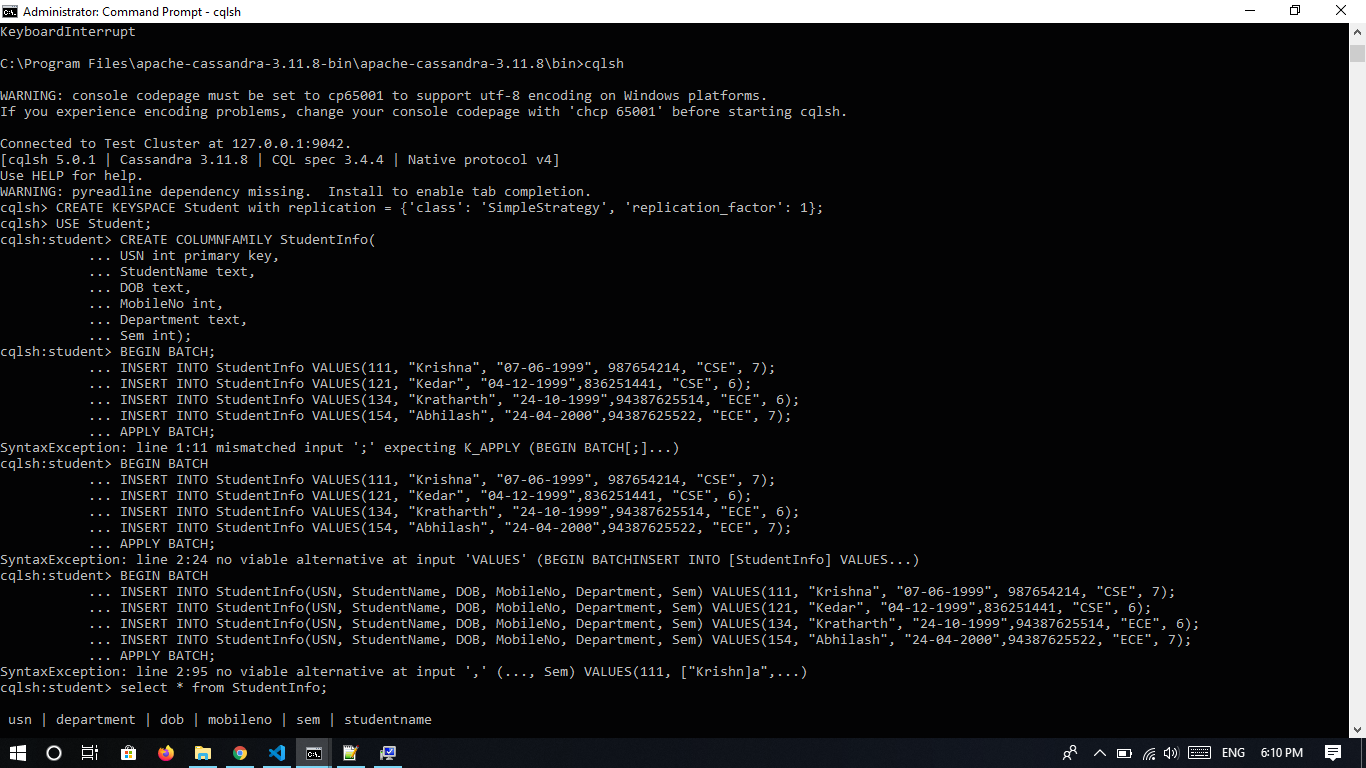 Administrator: Command Prompt - cqlsh
KeyboardInterrupt
C:\Program Files\apache-cassandra-3.11.8-bin\apache-cassandra-3.11.8\bin>cqlsh
WARNING: console codepage must be set to cp65001 to support utf-8 encoding on Windows platforms.
If you experience encoding problems, change your console codepage with 'chcp 65001' before starting cqlsh.
Connected to Test Cluster at 127.0.0.1:9042.
[cqlsh 5.0.1 | Cassandra 3.11.8 | CQL spec 3.4.4 | Native protocol v4]
Use HELP for help.
WARNING: pyreadline dependency missing.  Install to enable tab completion.
cqlsh> CREATE KEYSPACE Student with replication = {'class': 'SimpleStrategy', 'replication_factor': 1};
cqlsh> USE Student;
cqlsh:student> CREATE COLUMNFAMILY StudentInfo(
           ... USN int primary key,
           ... StudentName text,
           ... DOB text,
           ... MobileNo int,
           ... Department text,
           ... Sem int);
cqlsh:student> BEGIN BATCH;
           ... INSERT INTO StudentInfo VALUES(111, "Krishna", "07-06-1999", 987654214, "CSE", 7);
           ... INSERT INTO StudentInfo VALUES(121, "Kedar", "04-12-1999",836251441, "CSE", 6);
           ... INSERT INTO StudentInfo VALUES(134, "Kratharth", "24-10-1999",94387625514, "ECE", 6);
           ... INSERT INTO StudentInfo VALUES(154, "Abhilash", "24-04-2000",94387625522, "ECE", 7);
           ... APPLY BATCH;
SyntaxException: line 1:11 mismatched input ';' expecting K_APPLY (BEGIN BATCH[;]...)
cqlsh:student> BEGIN BATCH
           ... INSERT INTO StudentInfo VALUES(111, "Krishna", "07-06-1999", 987654214, "CSE", 7);
           ... INSERT INTO StudentInfo VALUES(121, "Kedar", "04-12-1999",836251441, "CSE", 6);
           ... INSERT INTO StudentInfo VALUES(134, "Kratharth", "24-10-1999",94387625514, "ECE", 6);
           ... INSERT INTO StudentInfo VALUES(154, "Abhilash", "24-04-2000",94387625522, "ECE", 7);
           ... APPLY BATCH;
SyntaxException: line 2:24 no viable alternative at input 'VALUES' (BEGIN BATCHINSERT INTO [StudentInfo] VALUES...)
cqlsh:student> BEGIN BATCH
           ... INSERT INTO StudentInfo(USN, StudentName, DOB, MobileNo, Department, Sem) VALUES(111, "Krishna", "07-06-1999", 987654214, "CSE", 7);
           ... INSERT INTO StudentInfo(USN, StudentName, DOB, MobileNo, Department, Sem) VALUES(121, "Kedar", "04-12-1999",836251441, "CSE", 6);
           ... INSERT INTO StudentInfo(USN, StudentName, DOB, MobileNo, Department, Sem) VALUES(134, "Kratharth", "24-10-1999",94387625514, "ECE", 6);
           ... INSERT INTO StudentInfo(USN, StudentName, DOB, MobileNo, Department, Sem) VALUES(154, "Abhilash", "24-04-2000",94387625522, "ECE", 7);
           ... APPLY BATCH;
SyntaxException: line 2:95 no viable alternative at input ',' (..., Sem) VALUES(111, ["Krishn]a",...)
cqlsh:student> select * from StudentInfo;
 usn | department | dob | mobileno | sem | studentname
ENG 6:10 PM